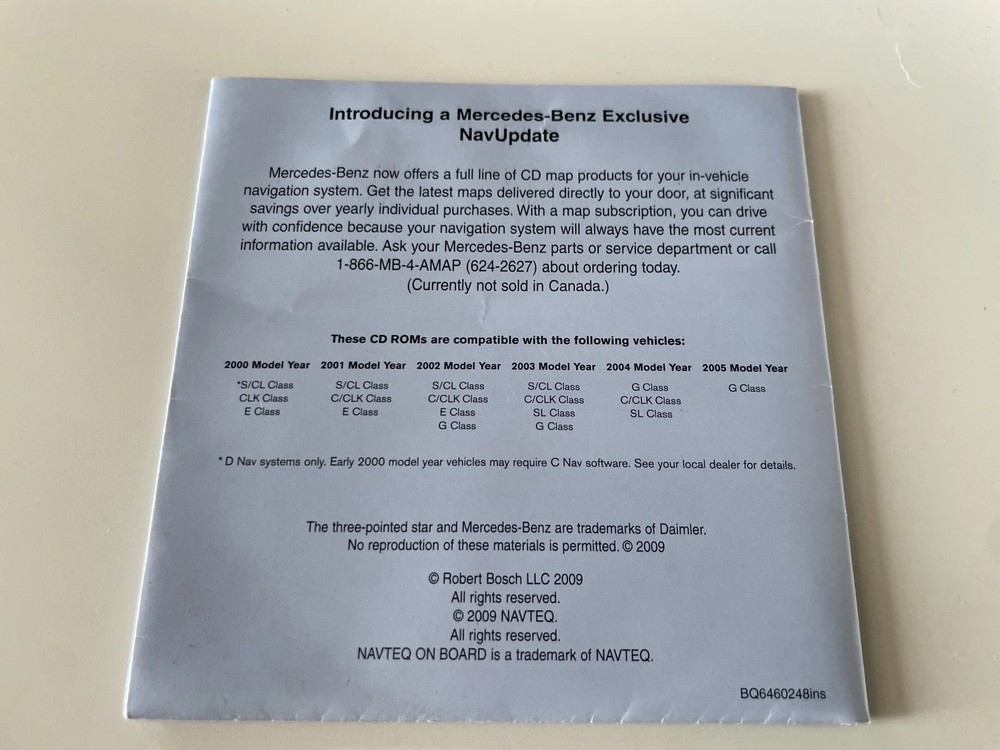 Introducing a Mercedes-Benz Exclusive
NavUpdate
Mercedes-Benz now offers a full line of CD map products for your in-vehicle
navigation system. Get the latest maps delivered directly to your door, at significant
savings over yearly individual purchases. With a map subscription, you can drive
with confidence because your navigation system will always have the most current
information available. Ask your Mercedes-Benz parts or service department or call
1-866-MB-4-AMAP (624-2627) about ordering today.
(Currently not sold in Canada.)
These CD ROMs are compatible with the following vehicles:
2000 Model Year 2001 Model Year 2002 Model Year 2003 Model Year 2004 Model Year 2005 Model Year
*S/CL Class S/CL Class S/CL Class S/CL Class G Class G Class
CLK Class C/CLK Class C/CLK Class C/CLK Class C/CLK Class
E Class E Class E Class SL Class SL Class
G Class G Class
* D Nav systems only. Early 2000 model year vehicles may require C Nav software. See your local dealer for details.
The three-pointed star and Mercedes-Benz are trademarks of Daimler.
No reproduction of these materials is permitted. © 2009
© Robert Bosch LLC 2009
All rights reserved.
© 2009 NAVTEQ.
All rights reserved.
NAVTEQ ON BOARD is a trademark of NAVTEQ.
BQ6460248ins